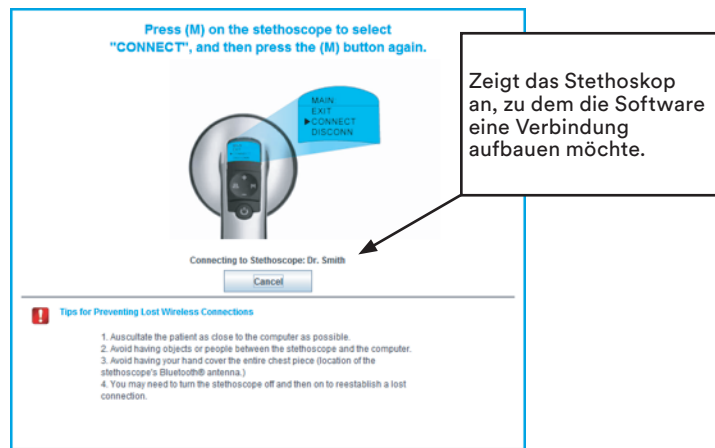 Press (M) on the stethoscope to select
"CONNECT", and then press the (M) button again.
MAIN
EXIT
CONNECT
DISCONN
Zeigt das Stethoskop
an, zu dem die Software
eine Verbindung
aufbauen möchte.
Connecting to Stethoscope: Dr. Smith
Cancel
Tips for Preventing Lost Wireless Connections
1. Auscultate the patient as close to the computer as possible.
2. Avoid having objects or people between the stethoscope and the computer.
3. Avoid having your hand cover the entire chest piece (location of the
stethoscope's Bluetooth® antenna.)
4. You may need to turn the stethoscope off and then on to reestablish a lost
connection.